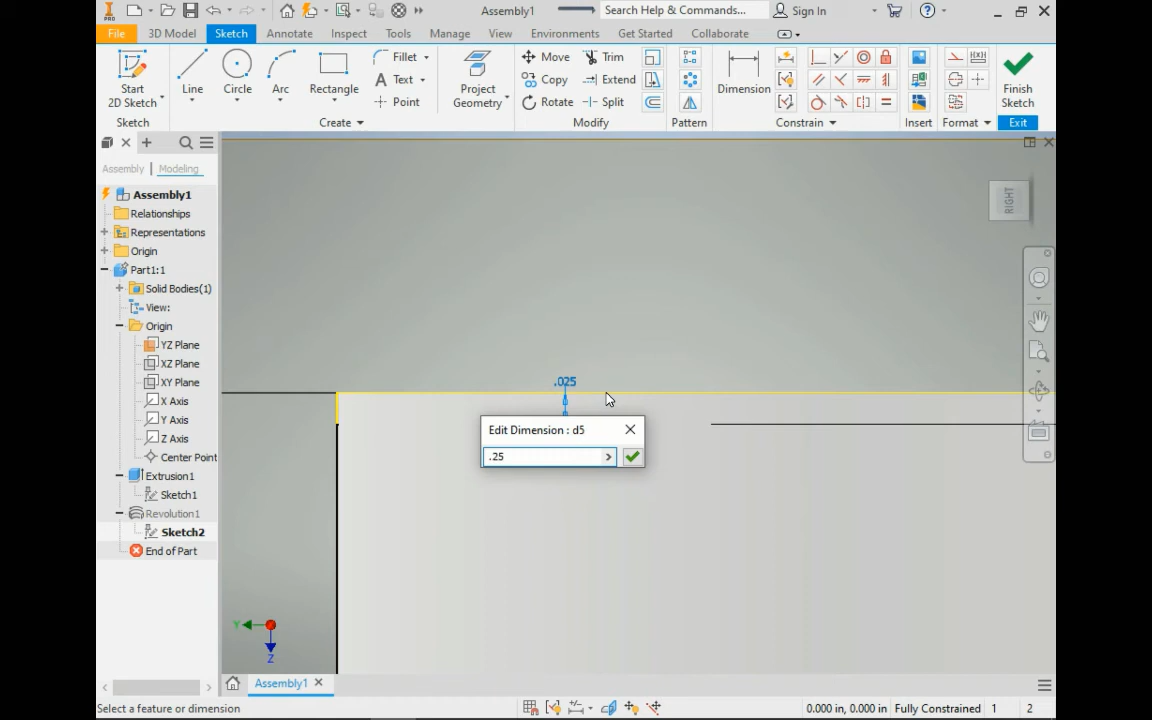 PRO
Assembly1
Search Help & Commands...
Sign In
File
3D Model
Sketch
Annotate
Inspect
Tools
Manage
View
Environments
Get Started
Collaborate
Start
2D Sketch
Line
Circle
Arc
Rectangle
Fillet
Text
Point
Project
Geometry
Move
Copy
Rotate
Trim
Extend
Split
Dimension
Finish
Sketch
Sketch
Create
Modify
Pattern
Constrain
Insert
Format
Exit
Assembly
Modeling
Assembly1
Relationships
Representations
Origin
Part1:1
Solid Bodies(1)
View:
Origin
YZ Plane
XZ Plane
XY Plane
X Axis
Y Axis
Z Axis
Center Point
Extrusion1
Sketch1
Revolution1
Sketch2
End of Part
RIGHT
.025
Edit Dimension : d5
.25
Y
Z
Assembly1
Select a feature or dimension
0.000 in, 0.000 in
Fully Constrained
1
2